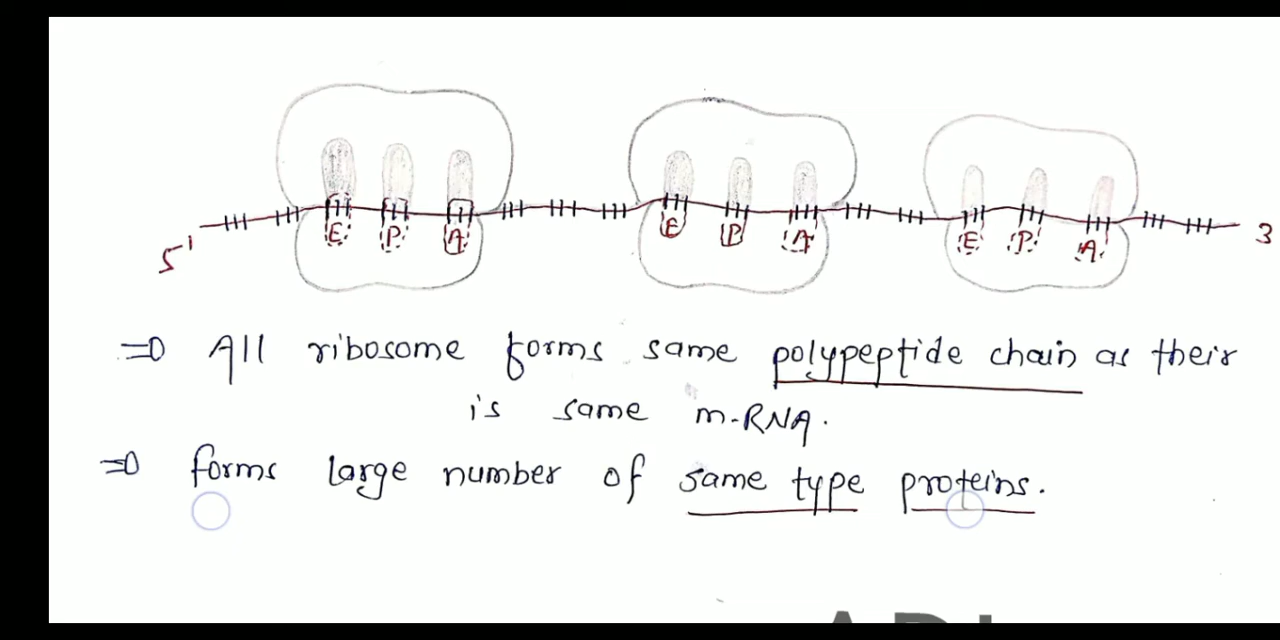 E P A E P A E P A
5' 3
⇒ All ribosome forms same polypeptide chain as their
is same m-RNA.
⇒ forms large number of same type proteins.